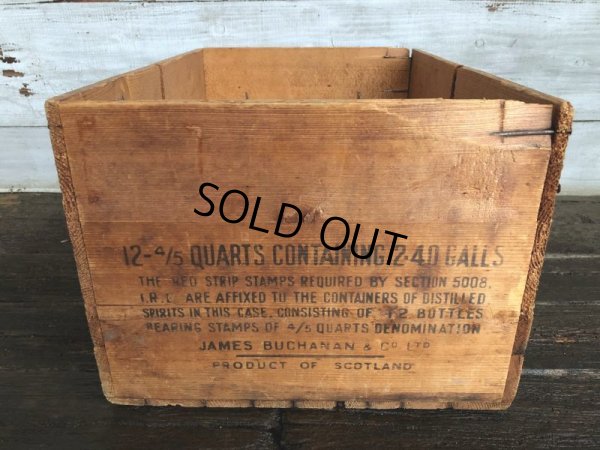 SOLD OUT
12-4/5 QUARTS CONTAINING 2·40 GALLS
THE RED STRIP STAMPS REQUIRED BY SECTION 5008,
I.R.C. ARE AFFIXED TO THE CONTAINERS OF DISTILLED
SPIRITS IN THIS CASE, CONSISTING OF 12 BOTTLES
BEARING STAMPS OF 4/5 QUARTS DENOMINATION
JAMES BUCHANAN & CO LTD
PRODUCT OF SCOTLAND